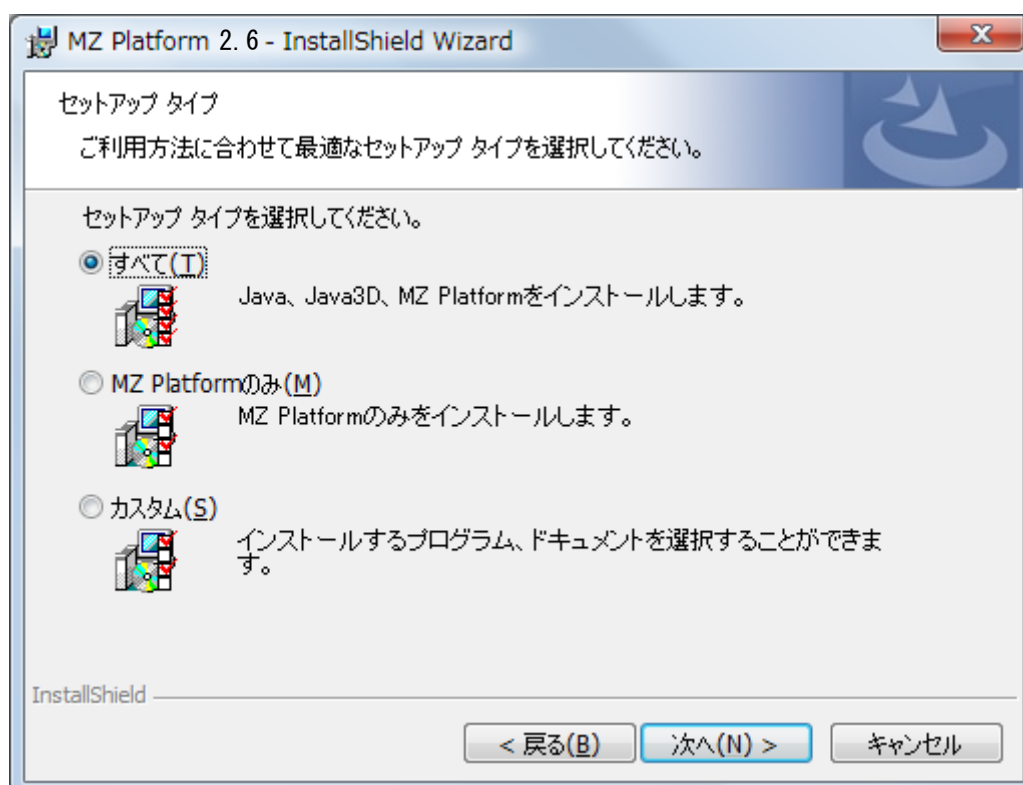 MZ Platform 2.6 - InstallShield Wizard
セットアップ タイプ
ご利用方法に合わせて最適なセットアップ タイプを選択してください。
セットアップ タイプを選択してください。
すべて(T)
Java、Java3D、MZ Platformをインストールします。
MZ Platformのみ(M)
MZ Platformのみをインストールします。
カスタム(S)
インストールするプログラム、ドキュメントを選択することができま
す。
InstallShield
< 戻る(B)
次へ(N) >
キャンセル